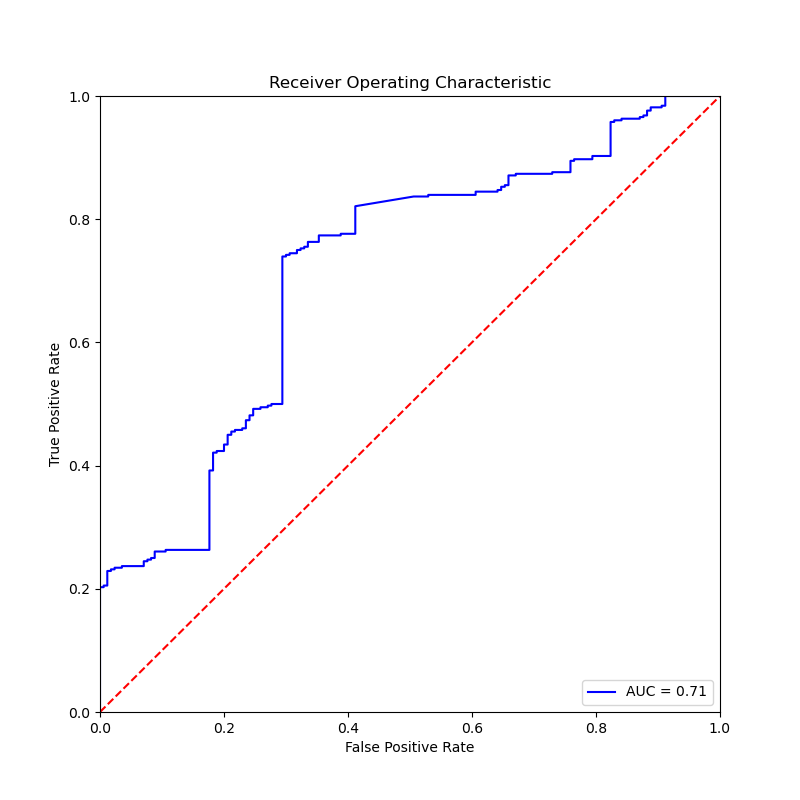 Receiver Operating Characteristic
1.0
0.8
0.6
0.4
0.2
0.0
True Positive Rate
AUC = 0.71
0.0 0.2 0.4 0.6 0.8 1.0
False Positive Rate